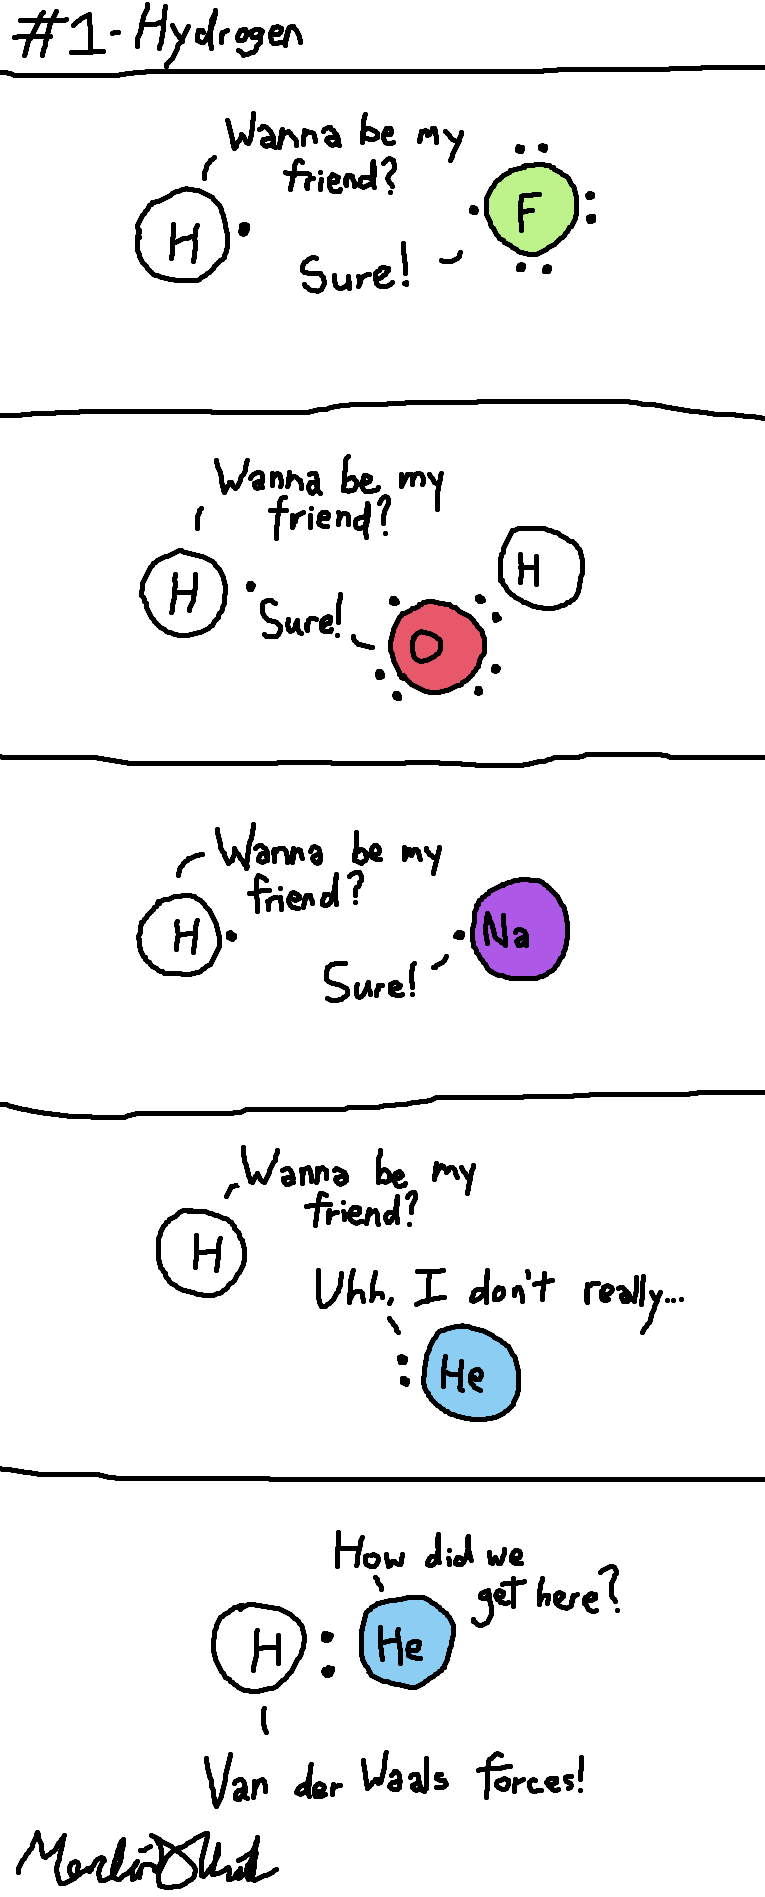 #1- Hydrogen
Wanna be my
friend?
H
F
Sure!
Wanna be my
friend?
H
H
Sure!
O
Wanna be my
friend?
H
Na
Sure!
Wanna be my
friend?
H
Uhh, I don't really...
He
How did we
get here?
H
He
Van der Waals forces!